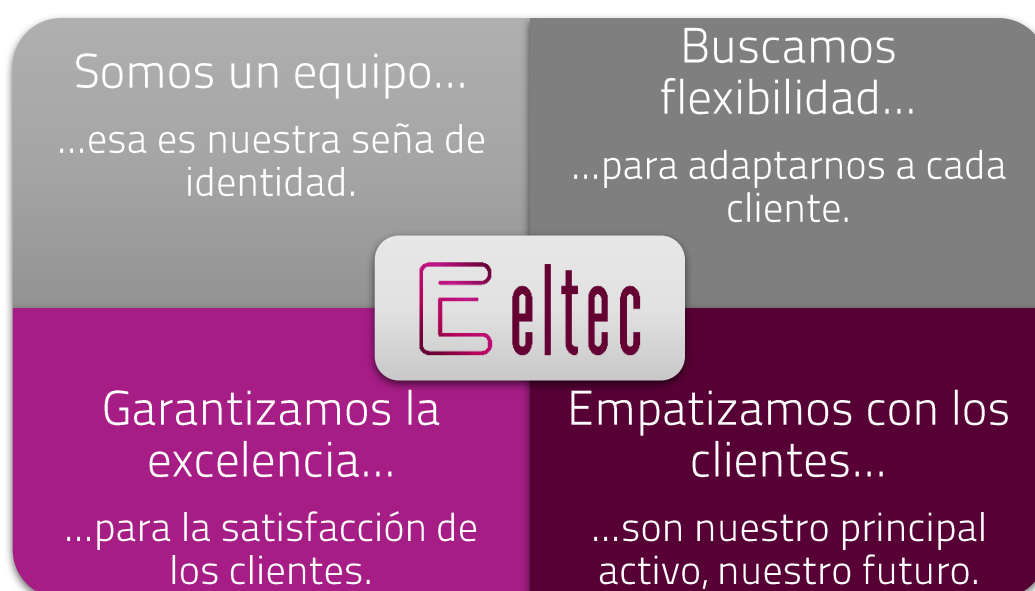 Somos un equipo...
...esa es nuestra seña de
identidad.
Buscamos
flexibilidad...
...para adaptarnos a cada
cliente.
eltec
Garantizamos la
excelencia...
...para la satisfacción de
los clientes.
Empatizamos con los
clientes...
...son nuestro principal
activo, nuestro futuro.